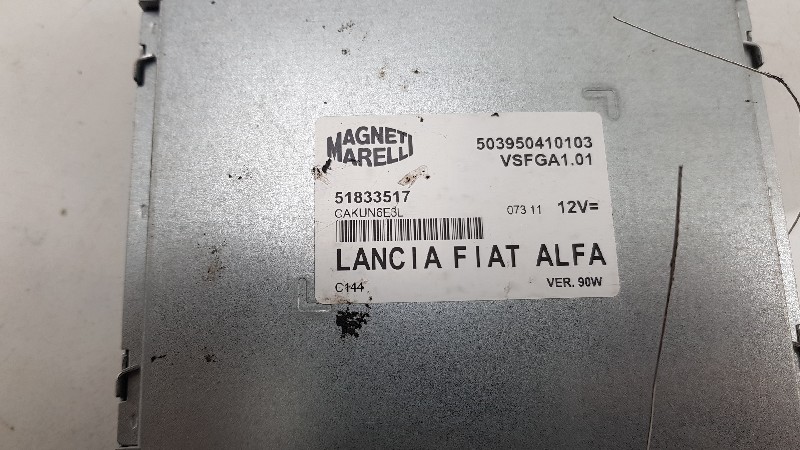 MAGNETI
MARELLI
503950410103
VSFGA1.01
51833517
CAKUN6E3L
073 11 12V=
LANCIA FIAT ALFA
C144
VER. 90W